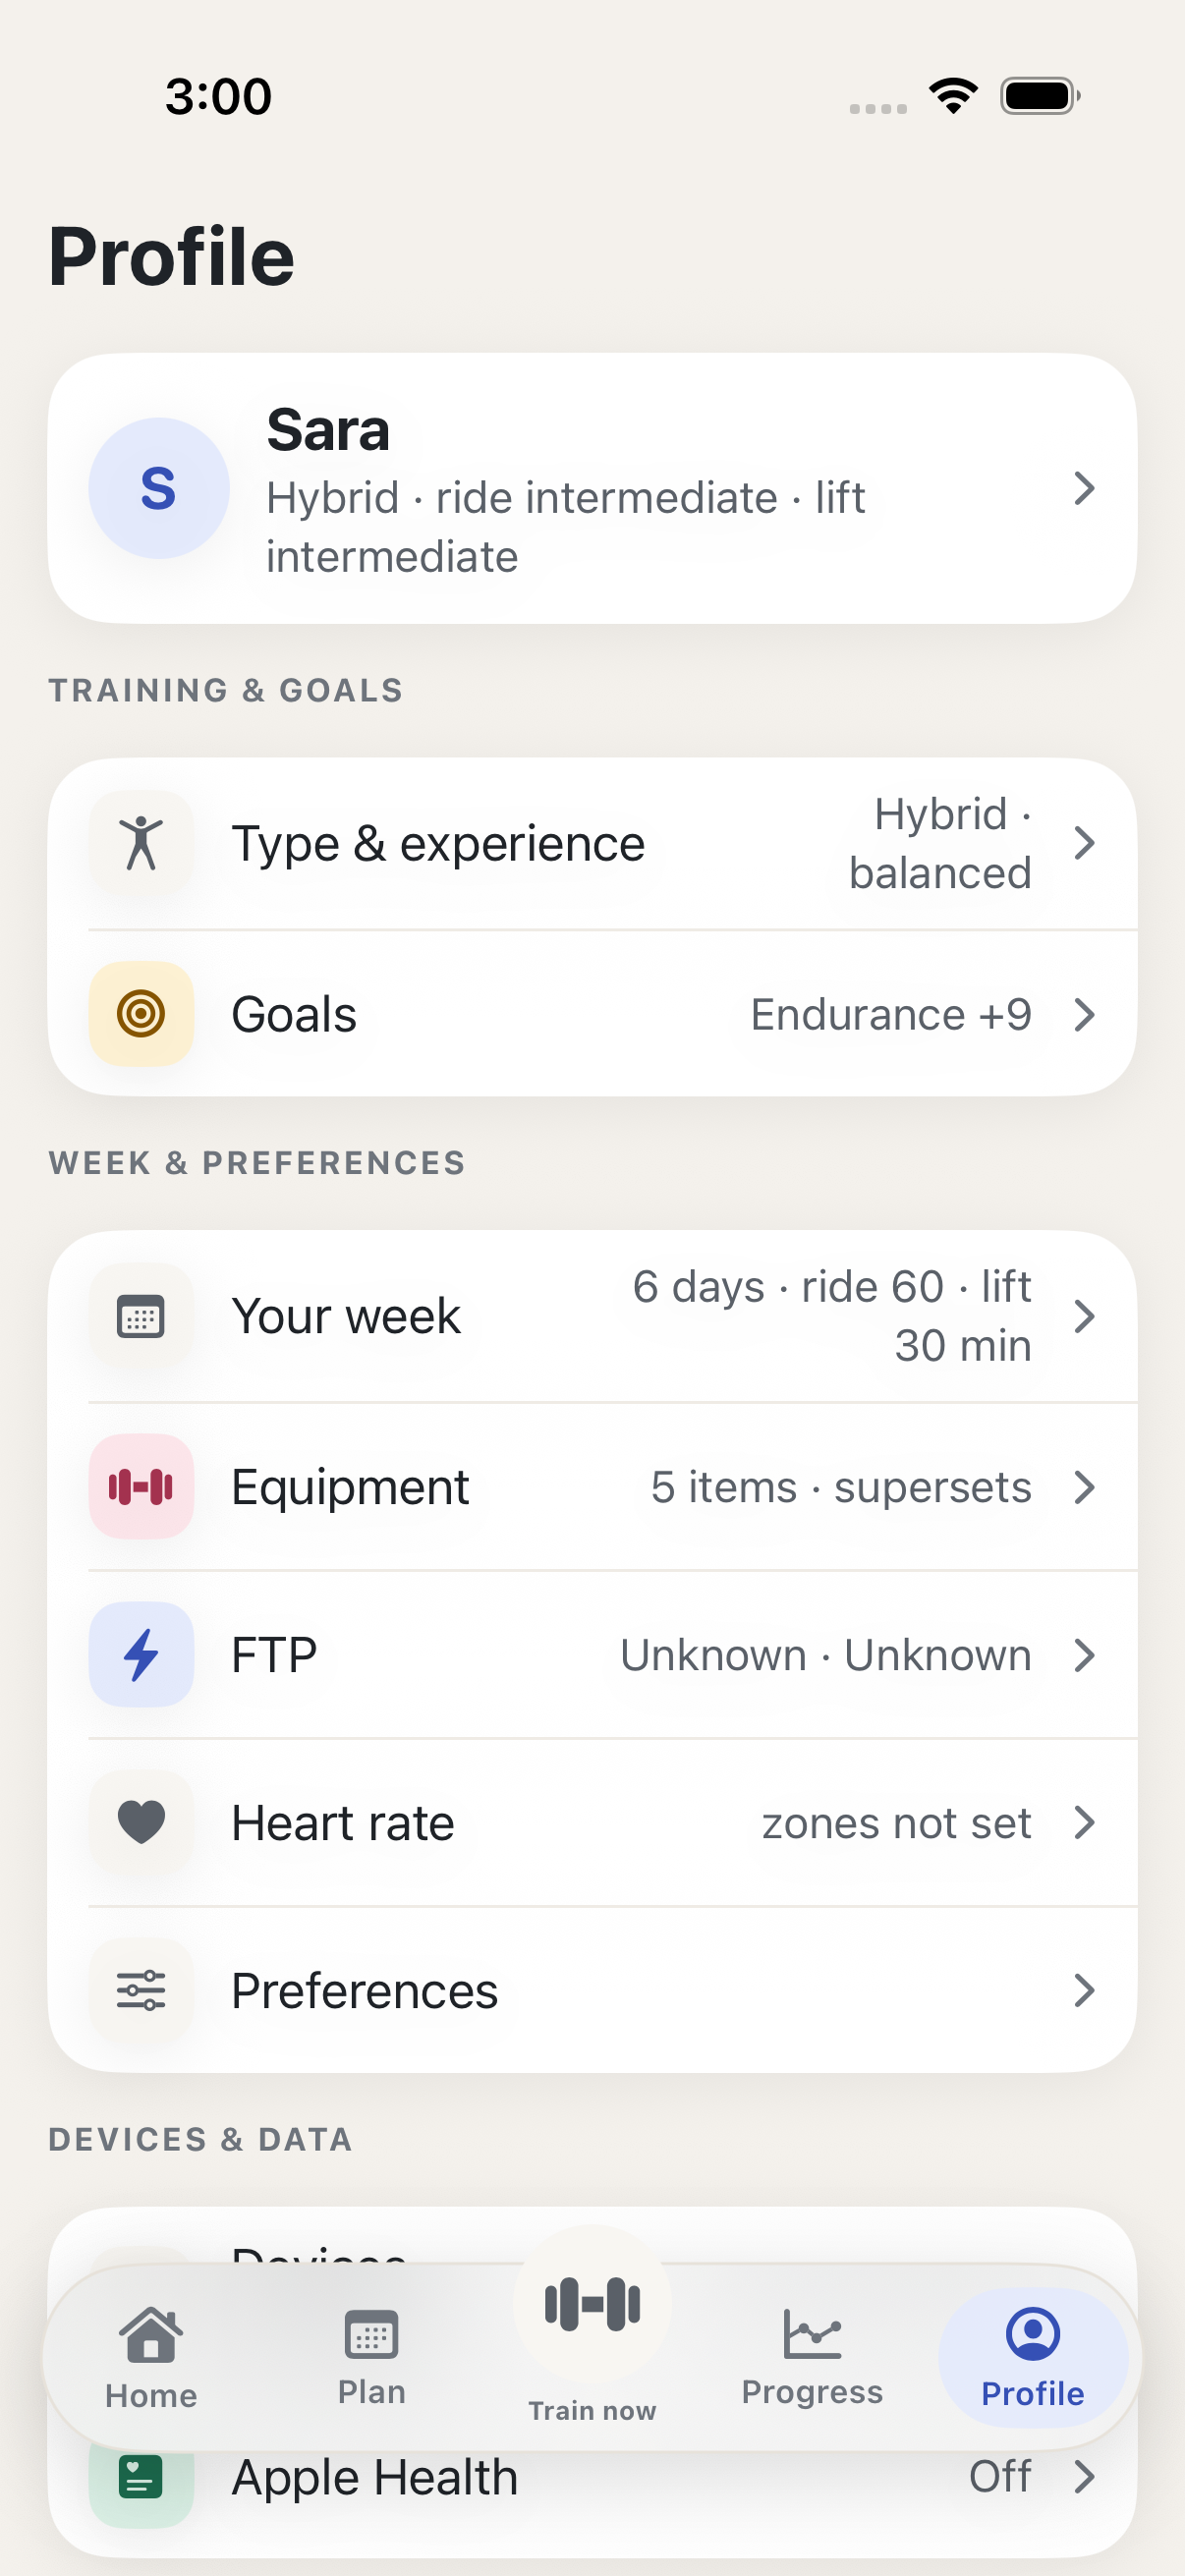 3:00
Profile
S
Sara
Hybrid · ride intermediate · lift
intermediate
TRAINING & GOALS
Type & experience
Hybrid ·
balanced
Goals
Endurance +9
WEEK & PREFERENCES
Your week
6 days · ride 60 · lift
30 min
Equipment
5 items · supersets
FTP
Unknown · Unknown
Heart rate
zones not set
Preferences
DEVICES & DATA
Devices
Home
Plan
Train now
Progress
Profile
Apple Health
Off